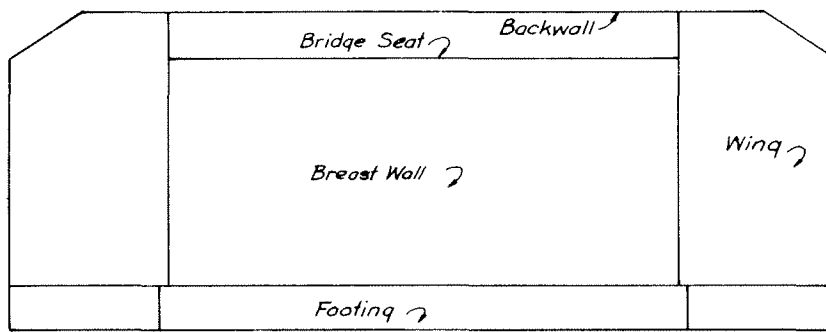 Backwall
Bridge Seat
Wing
Breast Wall
Footing